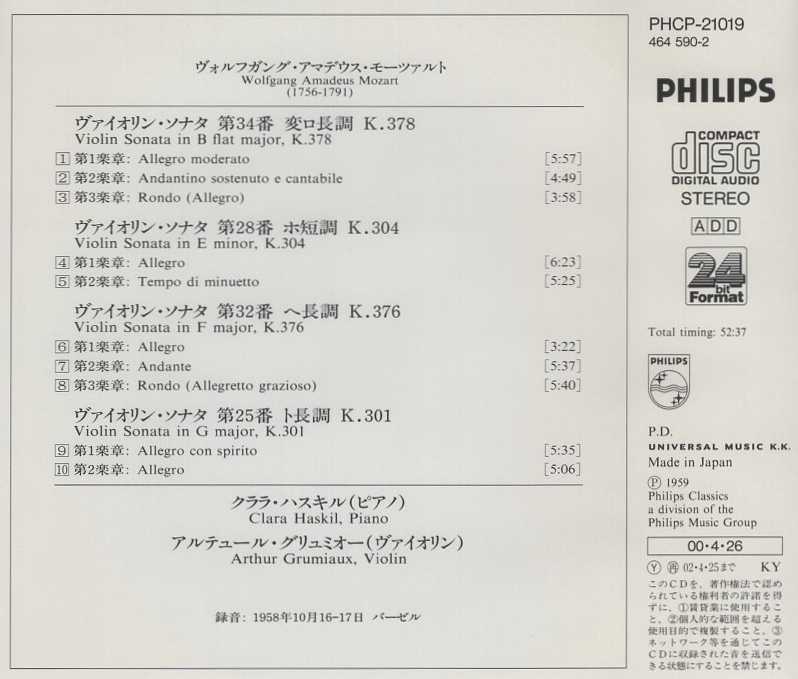 ヴォルフガング・アマデウス・モーツァルト
Wolfgang Amadeus Mozart
(1756-1791)
ヴァイオリン・ソナタ 第34番 変ロ長調 K.378
Violin Sonata in B flat major, K.378
1 第1楽章: Allegro moderato [5:57]
2 第2楽章: Andantino sostenuto e cantabile [4:49]
3 第3楽章: Rondo (Allegro) [3:58]
ヴァイオリン・ソナタ 第28番 ホ短調 K.304
Violin Sonata in E minor, K.304
4 第1楽章: Allegro [6:23]
5 第2楽章: Tempo di minuetto [5:25]
ヴァイオリン・ソナタ 第32番 ヘ長調 K.376
Violin Sonata in F major, K.376
6 第1楽章: Allegro [3:22]
7 第2楽章: Andante [5:37]
8 第3楽章: Rondo (Allegretto grazioso) [5:40]
ヴァイオリン・ソナタ 第25番 ト長調 K.301
Violin Sonata in G major, K.301
9 第1楽章: Allegro con spirito [5:35]
10 第2楽章: Allegro [5:06]
クララ・ハスキル(ピアノ)
Clara Haskil, Piano
アルテュール・グリュミオー(ヴァイオリン)
Arthur Grumiaux, Violin
録音: 1958年10月16-17日 バーゼル
PHCP-21019
464 590-2
PHILIPS
COMPACT
disc
DIGITAL AUDIO
STEREO
ADD
24
bit
Format
Total timing: 52:37
PHILIPS
P.D.
UNIVERSAL MUSIC K.K.
Made in Japan
Ⓟ 1959
Philips Classics
a division of the
Philips Music Group
00・4・26
Ⓨ 再 02・4・25まで KY
このCDを、著作権法で認め
られている権利者の許諾を得
ずに、①賃貸業に使用するこ
と、②個人的な範囲を超える
使用目的で複製すること、③
ネットワーク等を通じてこの
CDに収録された音を送信で
きる状態にすることを禁じます。